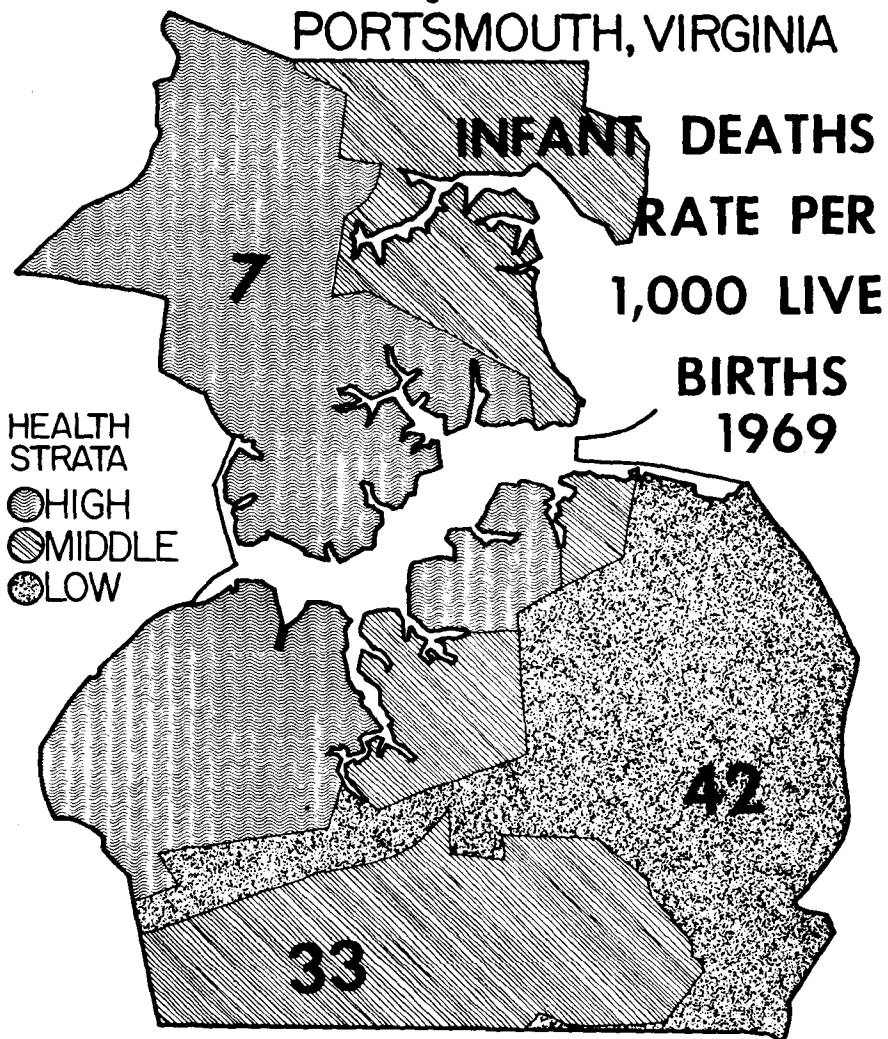 PORTSMOUTH, VIRGINIA
INFANT DEATHS
RATE PER
1,000 LIVE
BIRTHS
1969
7
HEALTH
STRATA
HIGH
MIDDLE
LOW
42
33